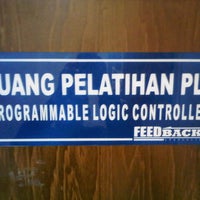 UANG PELATIHAN PL
ROGRAMMABLE LOGIC CONTROLLE
FEEDBACK